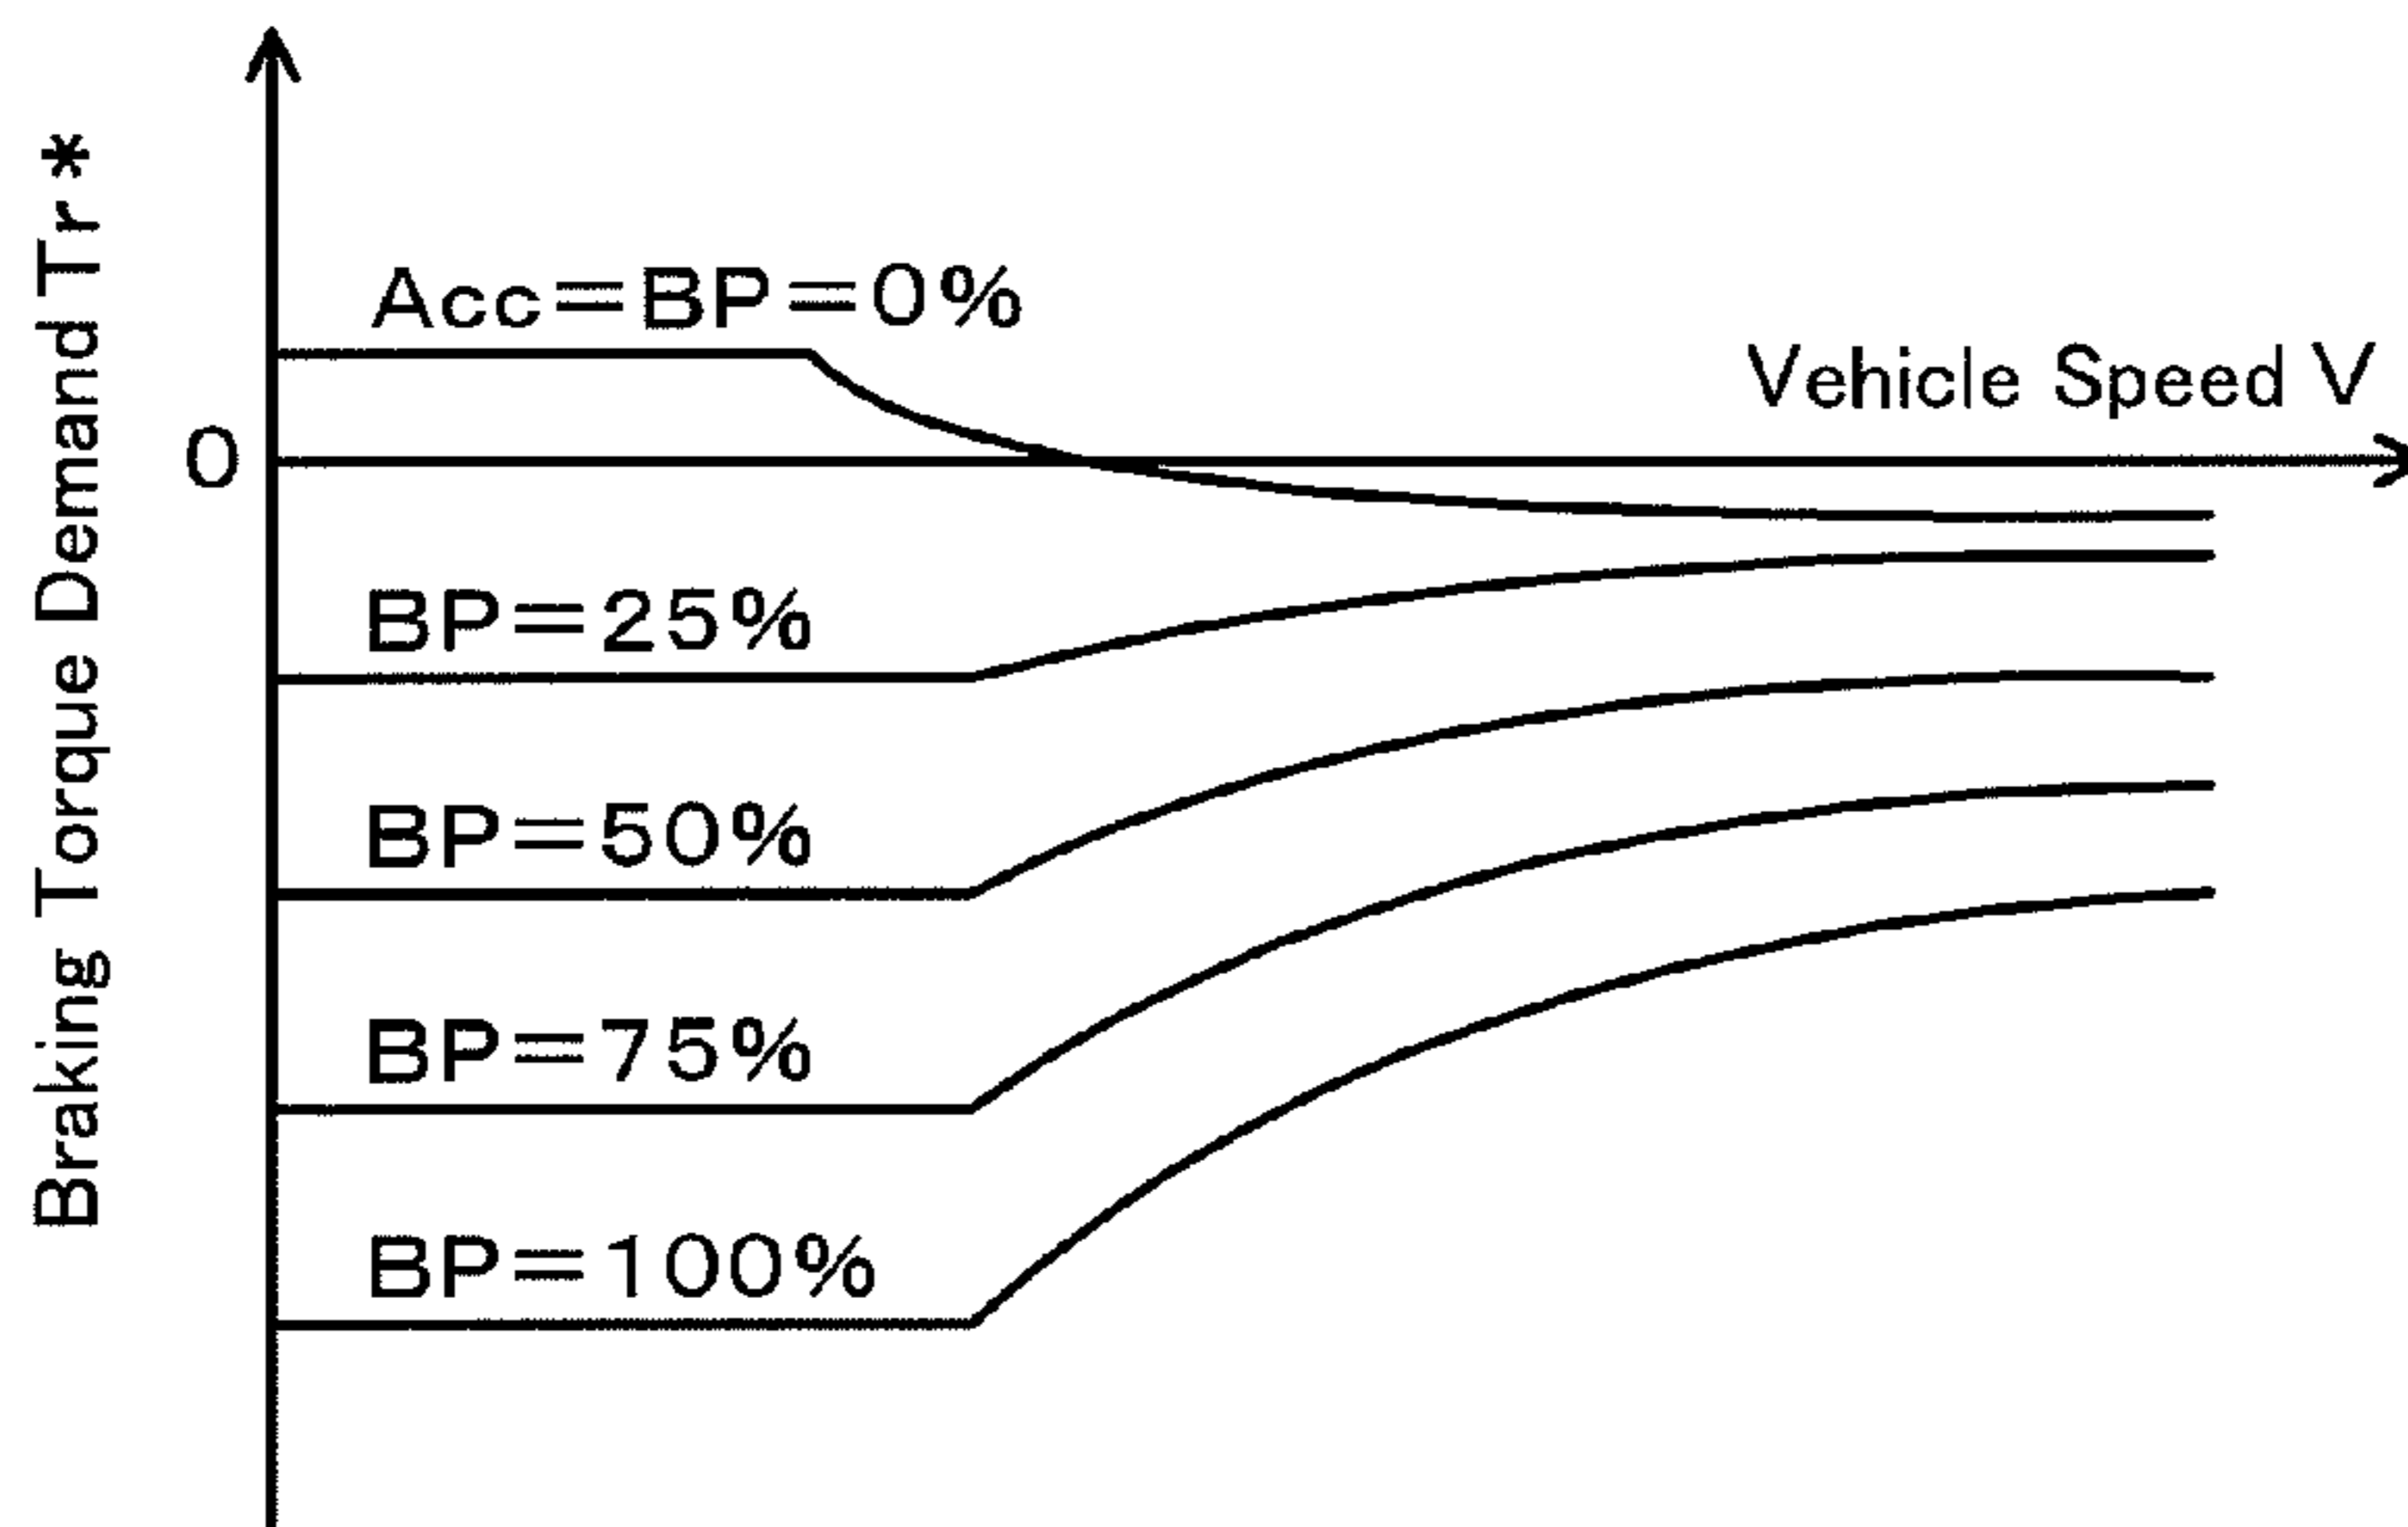 Braking Torque Demand Tr*
Acc=BP=0%
Vehicle Speed V
0
BP=25%
BP=50%
BP=75%
BP=100%